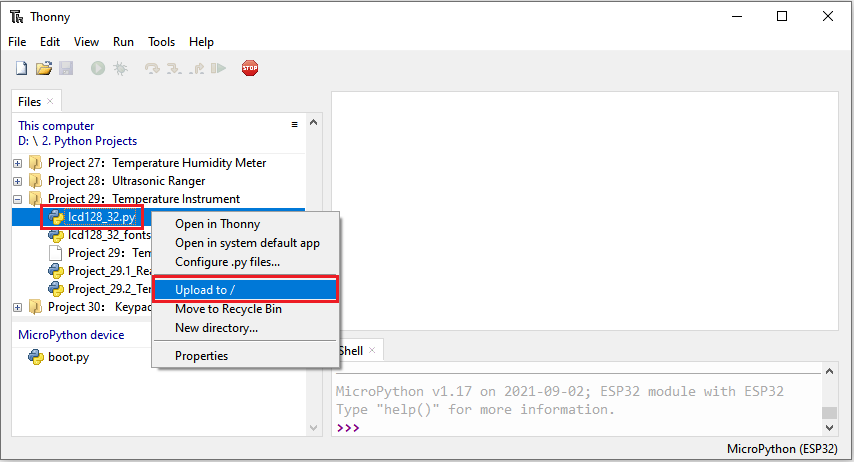 Thonny
File Edit View Run Tools Help
STOP
Files
This computer
D: \ 2. Python Projects
Project 27：Temperature Humidity Meter
Project 28：Ultrasonic Ranger
Project 29：Temperature Instrument
lcd128_32.py
lcd128_32_fonts
Project 29：Tem
Project_29.1_Rea
Project_29.2_Ter
Project 30：Keypad
Open in Thonny
Open in system default app
Configure .py files...
Upload to /
Move to Recycle Bin
New directory...
Properties
MicroPython device
boot.py
Shell
MicroPython v1.17 on 2021-09-02; ESP32 module with ESP32
Type "help()" for more information.
>>>
MicroPython (ESP32)